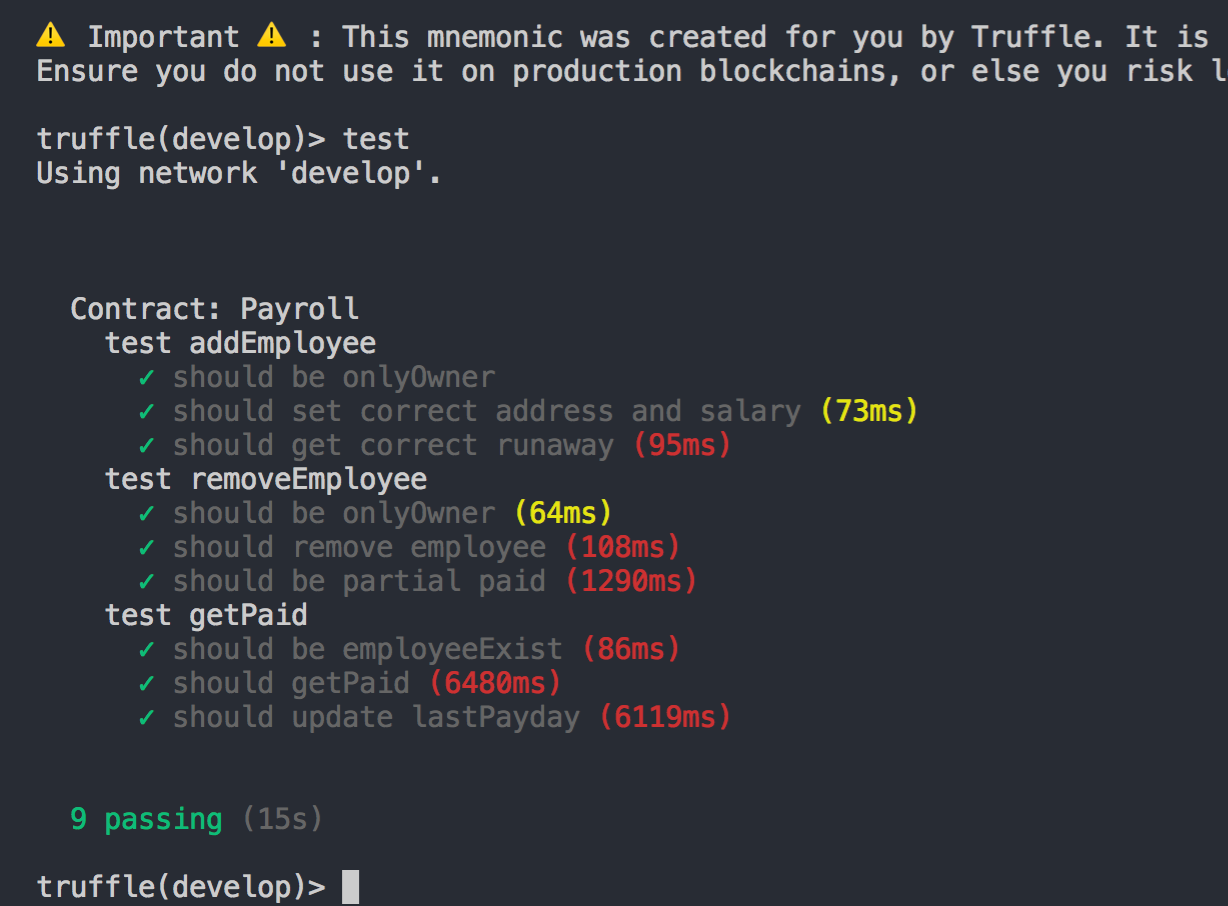 ⚠️ Important ⚠️ : This mnemonic was created for you by Truffle. It is
Ensure you do not use it on production blockchains, or else you risk
truffle(develop)> test
Using network 'develop'.
Contract: Payroll
test addEmployee
✓ should be onlyOwner
✓ should set correct address and salary (73ms)
✓ should get correct runaway (95ms)
test removeEmployee
✓ should be onlyOwner (64ms)
✓ should remove employee (108ms)
✓ should be partial paid (1290ms)
test getPaid
✓ should be employeeExist (86ms)
✓ should getPaid (6480ms)
✓ should update lastPayday (6119ms)
9 passing (15s)
truffle(develop)>